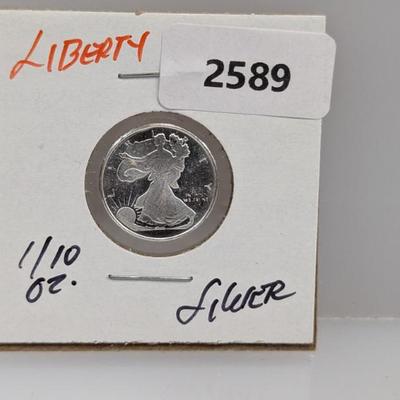 LIBERTY
2589
1/10
OZ.
SILVER